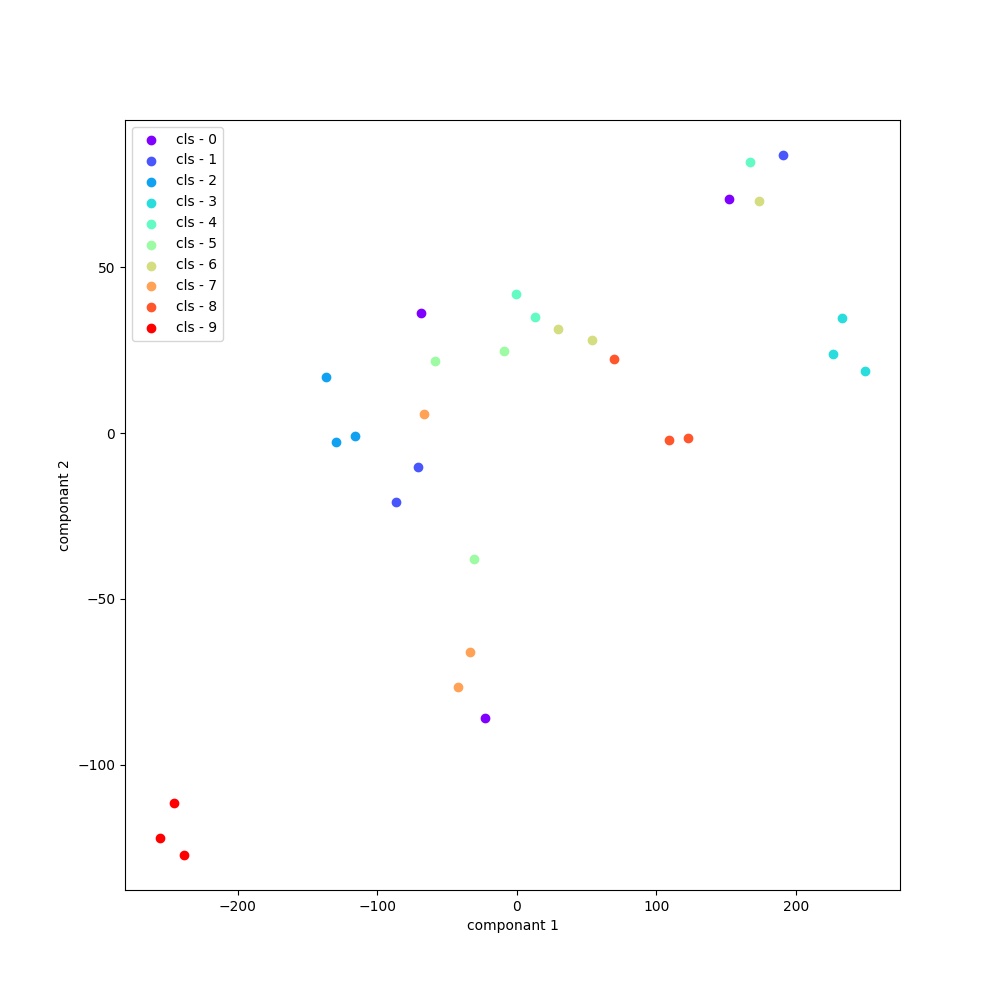 cls - 0
cls - 1
cls - 2
cls - 3
cls - 4
cls - 5
cls - 6
cls - 7
cls - 8
cls - 9
50
0
−50
−100
componant 2
−200
−100
0
100
200
componant 1